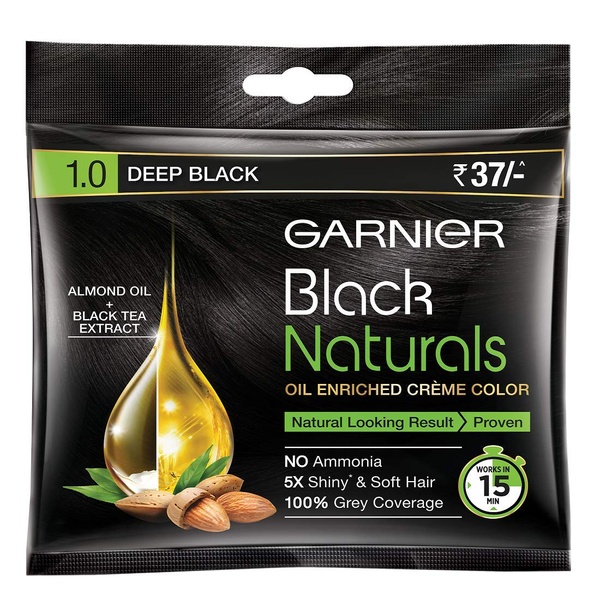 1.0 DEEP BLACK ₹37/-^
GARNIER
Black
Naturals
OIL ENRICHED CRÈME COLOR
ALMOND OIL
+
BLACK TEA
EXTRACT
Natural Looking Result > Proven
NO Ammonia
5X Shiny* & Soft Hair
100% Grey Coverage
WORKS IN
15
MIN